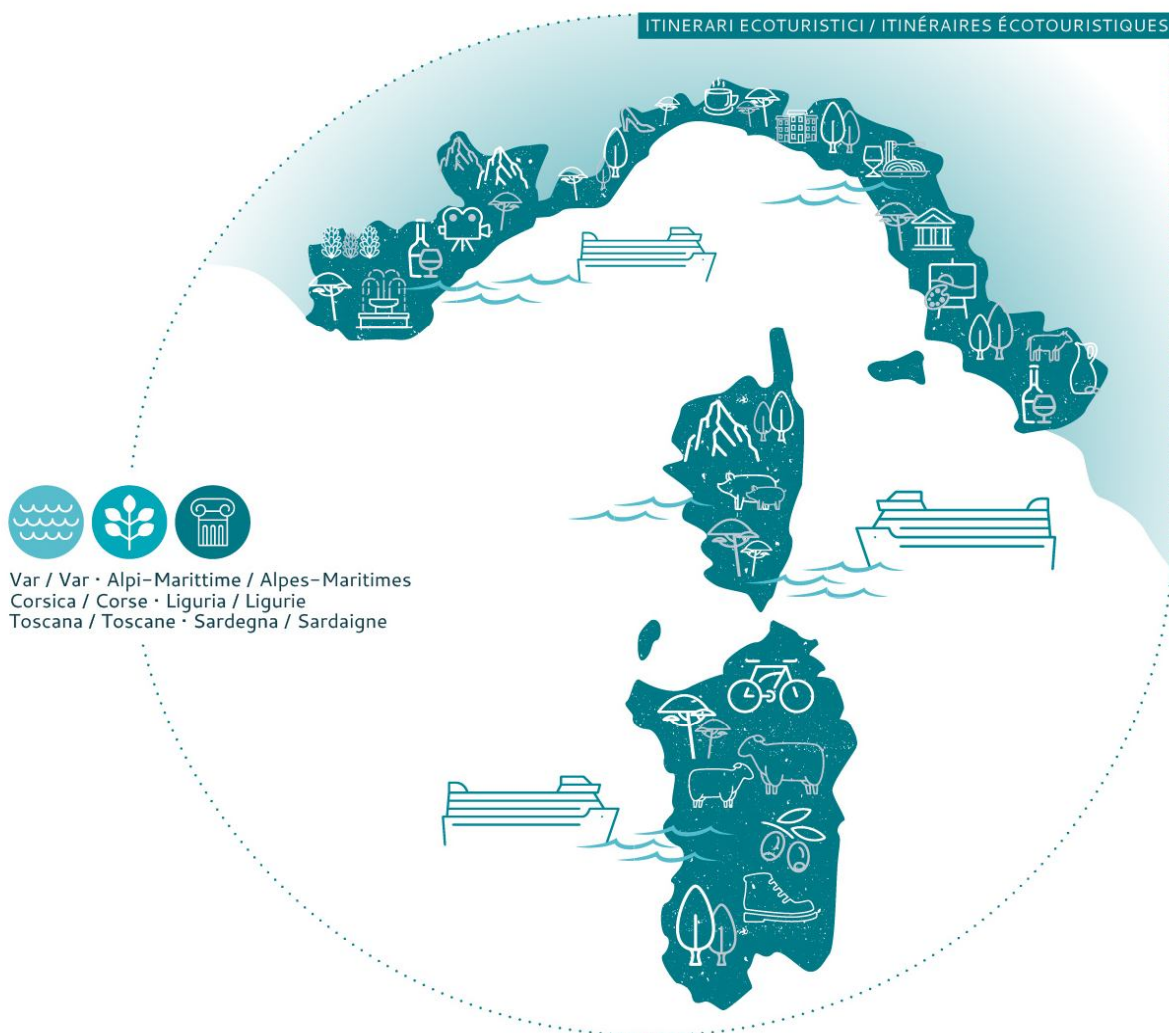 ITINERARI ECOTURISTICI / ITINÉRAIRES ÉCOTOURISTIQUES
Var / Var · Alpi-Marittime / Alpes-Maritimes
Corsica / Corse · Liguria / Ligurie
Toscana / Toscane · Sardegna / Sardaigne